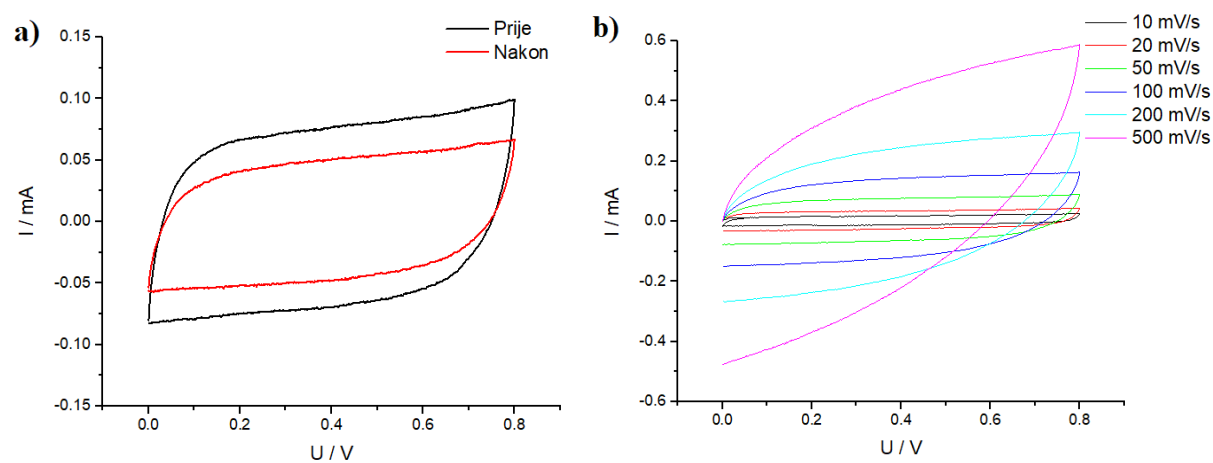 a)
Prije
Nakon
0.15
0.10
0.05
0.00
-0.05
-0.10
-0.15
I / mA
0.0 0.2 0.4 0.6 0.8
U / V
b)
10 mV/s
20 mV/s
50 mV/s
100 mV/s
200 mV/s
500 mV/s
0.6
0.4
0.2
0.0
-0.2
-0.4
-0.6
I / mA
0.0 0.2 0.4 0.6 0.8
U / V